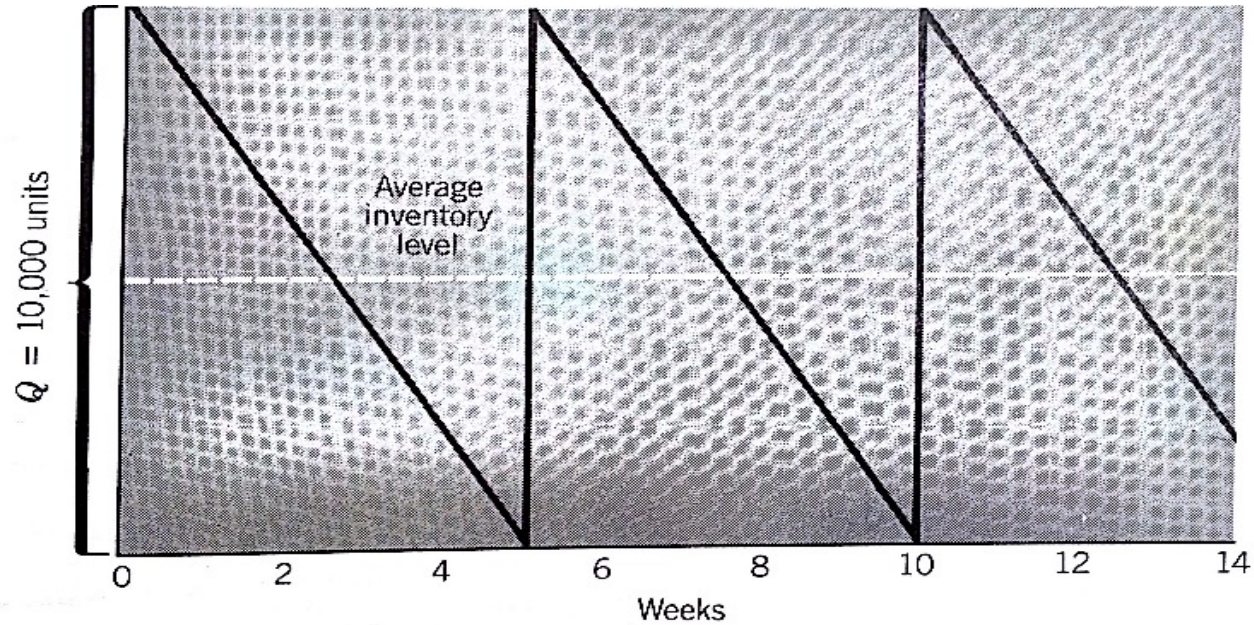 Q = 10,000 units
Average
inventory
level
0 2 4 6 8 10 12 14
Weeks